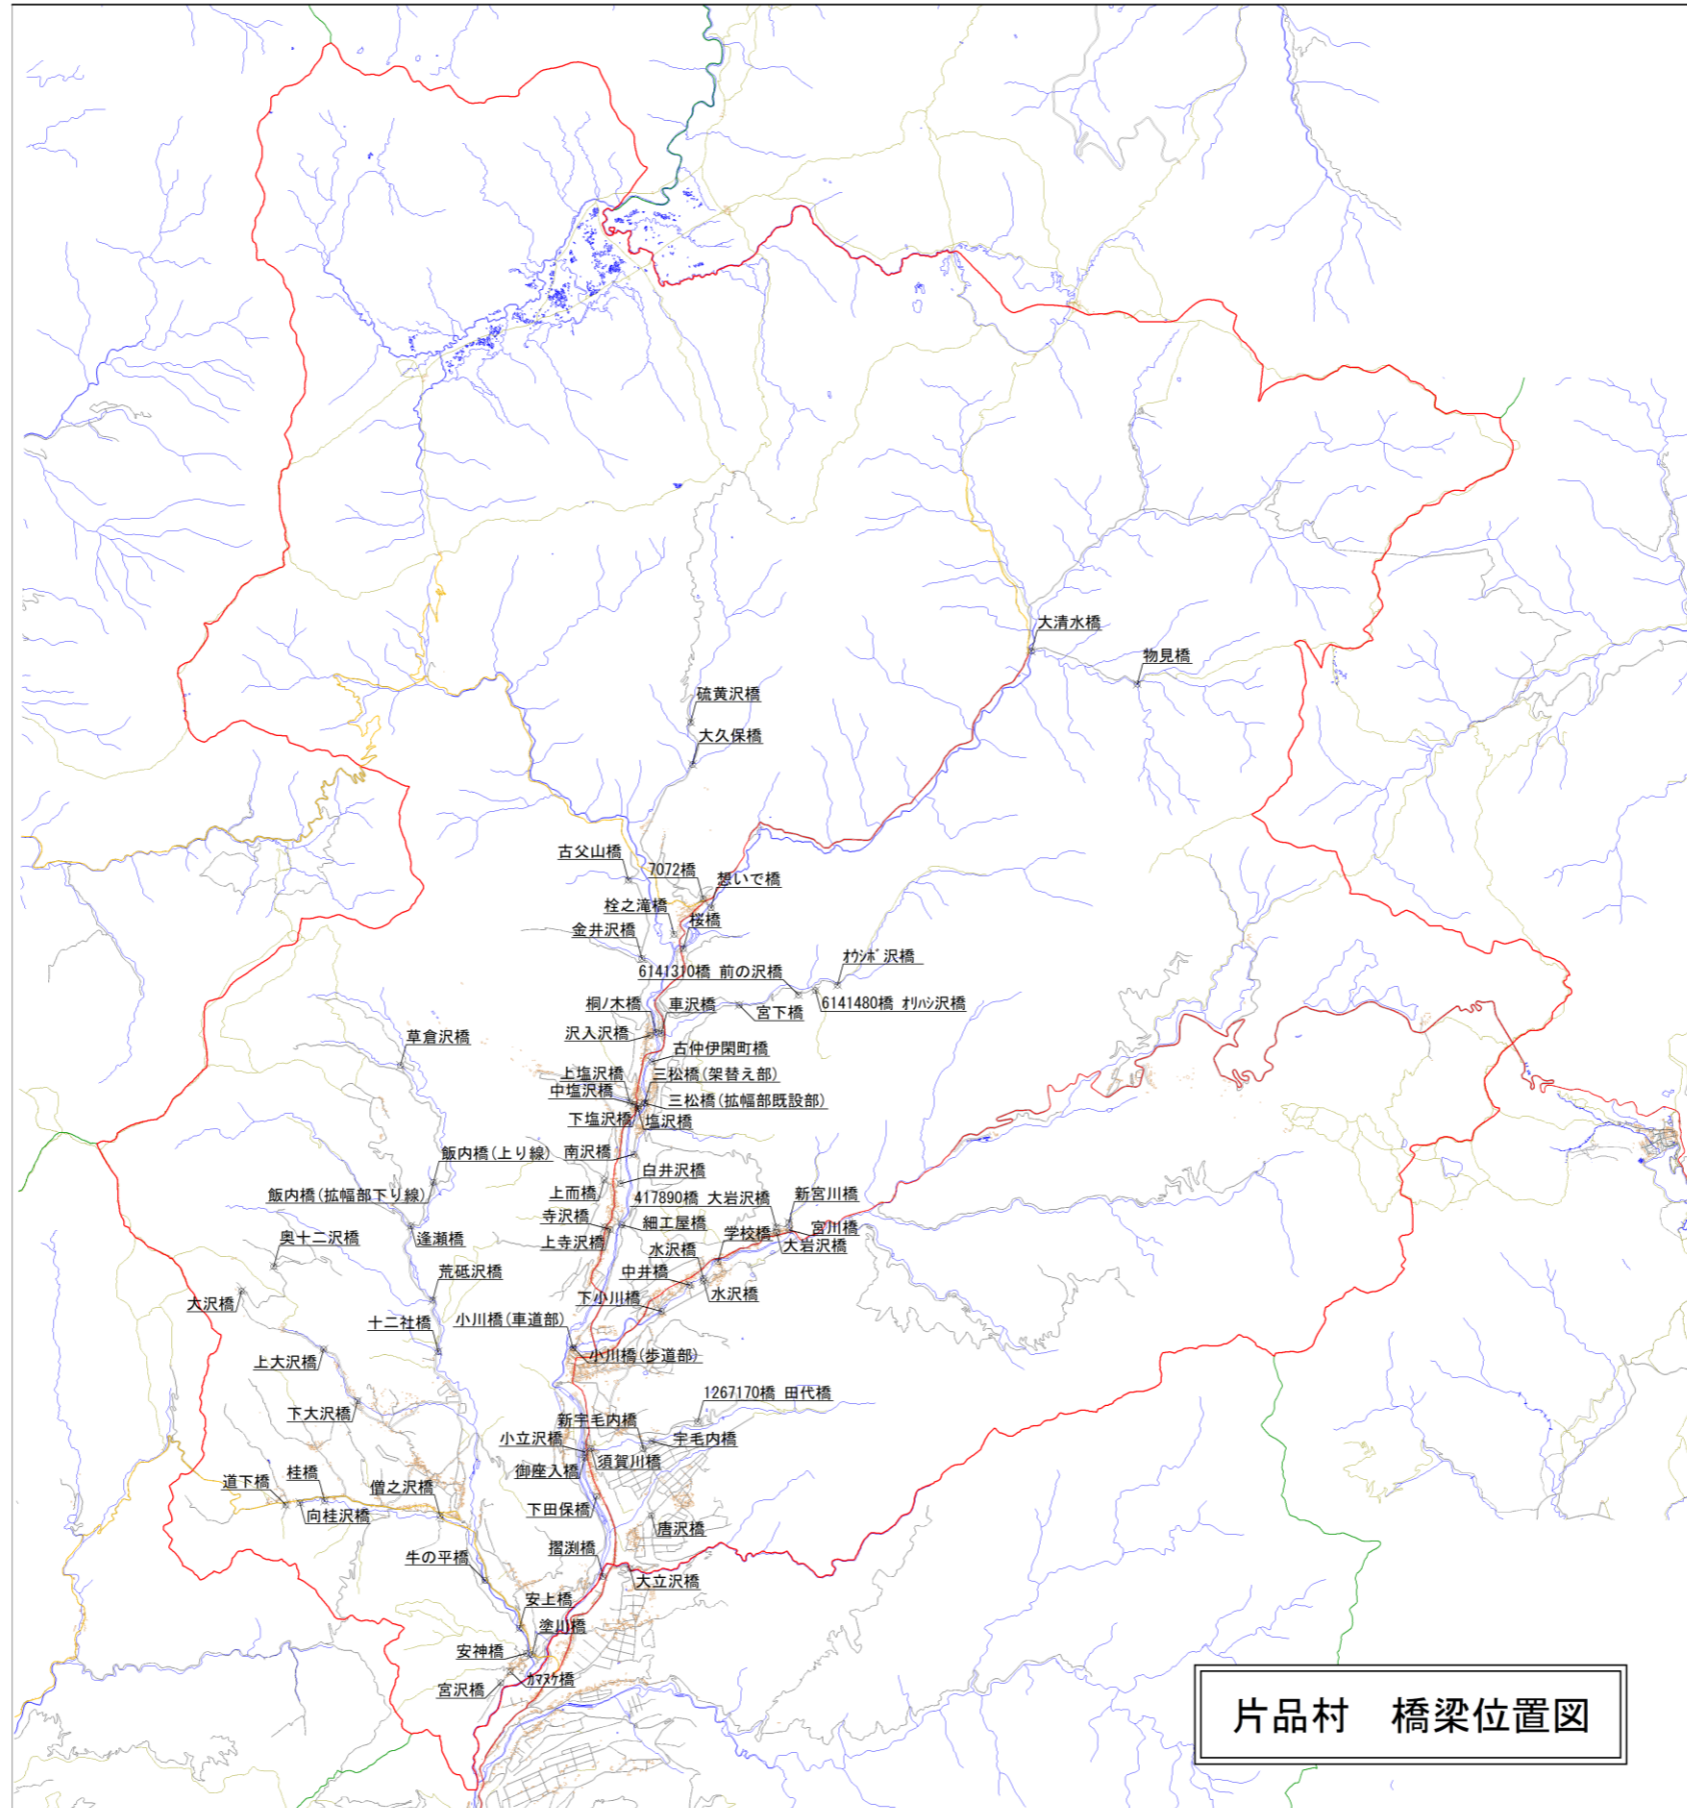 大清水橋
物見橋
硫黄沢橋
大久保橋
古父山橋
7072橋
想いで橋
栓之滝橋
桜橋
金井沢橋
ｵｳｼﾎﾞ沢橋
6141310橋 前の沢橋
6141480橋 ｵﾘﾊｼ沢橋
桐ﾉ木橋
車沢橋
宮下橋
沢入沢橋
草倉沢橋
古仲伊閑町橋
上塩沢橋
三松橋(架替え部)
中塩沢橋
三松橋(拡幅部既設部)
下塩沢橋
塩沢橋
飯内橋(上り線)
南沢橋
白井沢橋
飯内橋(拡幅部下り線)
上而橋
417890橋 大岩沢橋
新宮川橋
寺沢橋
細工屋橋
宮川橋
奥十二沢橋
逢瀬橋
上寺沢橋
学校橋
大岩沢橋
水沢橋
荒砥沢橋
中井橋
水沢橋
大沢橋
下小川橋
十二社橋
小川橋(車道部)
小川橋(歩道部)
上大沢橋
1267170橋 田代橋
下大沢橋
新宇毛内橋
小立沢橋
宇毛内橋
須賀川橋
御座入橋
道下橋
桂橋
僧之沢橋
向桂沢橋
下田保橋
唐沢橋
牛の平橋
摺渕橋
大立沢橋
安上橋
塗川橋
安神橋
ｶﾏﾇｹ橋
宮沢橋
片品村　橋梁位置図